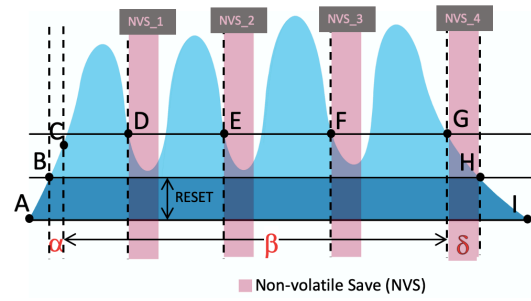 NVS_1 NVS_2 NVS_3 NVS_4
C D E F G
B H
RESET
A I
α β δ
Non-volatile Save (NVS)